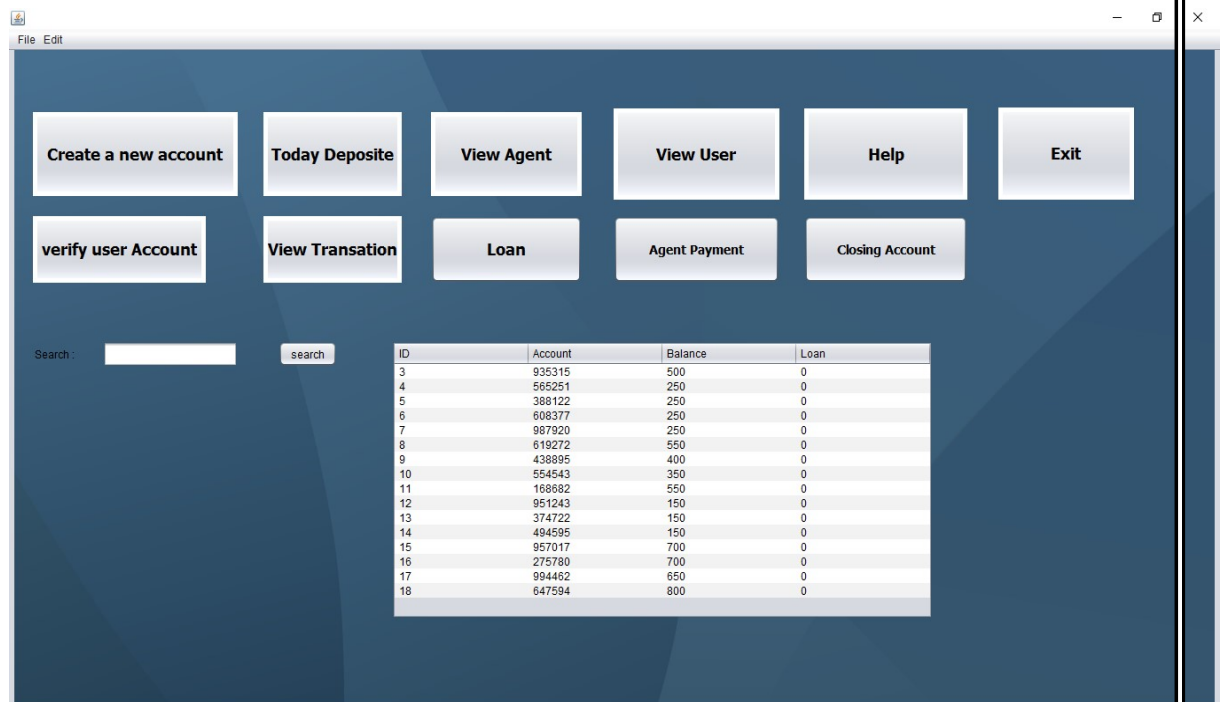 File Edit
Create a new account Today Deposite View Agent View User Help Exit
verify user Account View Transation Loan Agent Payment Closing Account
Search : search
ID Account Balance Loan
3 935315 500 0
4 565251 250 0
5 388122 250 0
6 608377 250 0
7 987920 250 0
8 619272 550 0
9 438895 400 0
10 554543 350 0
11 168682 550 0
12 951243 150 0
13 374722 150 0
14 494595 150 0
15 957017 700 0
16 275780 700 0
17 994462 650 0
18 647594 800 0